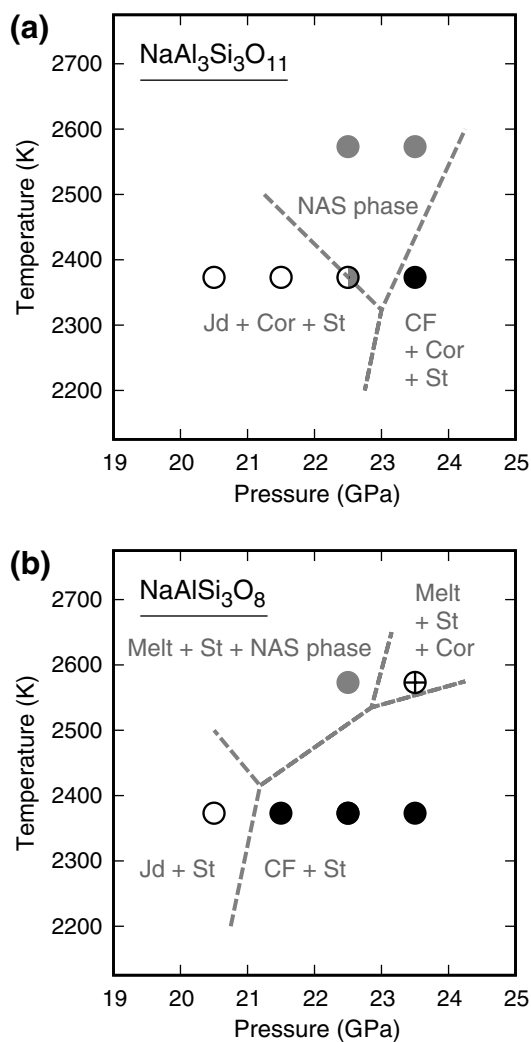 (a)
NaAl3Si3O11
2700
2600
2500
2400
2300
2200
Temperature (K)
NAS phase
Jd + Cor + St
CF
+ Cor
+ St
19 20 21 22 23 24 25
Pressure (GPa)
(b)
NaAlSi3O8
Melt
+ St
+ Cor
Melt + St + NAS phase
2700
2600
2500
2400
2300
2200
Temperature (K)
Jd + St
CF + St
19 20 21 22 23 24 25
Pressure (GPa)